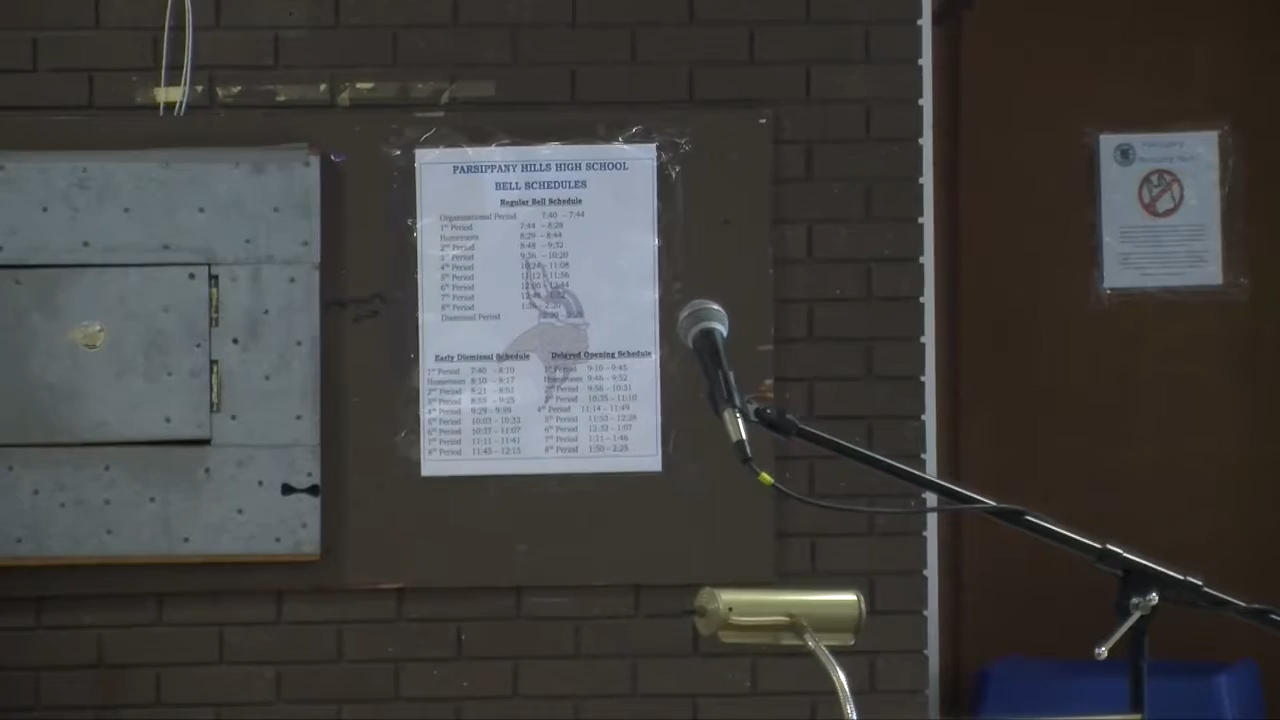 PARSIPPANY HILLS HIGH SCHOOL
BELL SCHEDULES
Regular Bell Schedule
Organizational Period 7:40 - 7:44
1st Period 7:44 - 8:28
Homeroom 8:29 - 8:44
2nd Period 8:48 - 9:32
3rd Period 9:36 - 10:20
4th Period 10:24 - 11:08
5th Period 11:12 - 11:56
6th Period 12:00 - 12:44
7th Period
8th Period
Dismissal Period
Early Dismissal Schedule
1st Period 7:40 - 8:10
Homeroom 8:10 - 8:17
2nd Period 8:21 - 8:51
3rd Period 8:55 - 9:25
4th Period 9:29 - 9:59
5th Period 10:03 - 10:33
6th Period 10:37 - 11:07
7th Period 11:11 - 11:41
8th Period 11:45 - 12:15
Delayed Opening Schedule
1st Period 9:10 - 9:45
Homeroom 9:46 - 9:52
2nd Period 9:56 - 10:31
3rd Period 10:35 - 11:10
4th Period 11:14 - 11:49
5th Period 11:53 - 12:28
6th Period 12:32 - 1:07
7th Period 1:11 - 1:46
8th Period 1:50 - 2:25